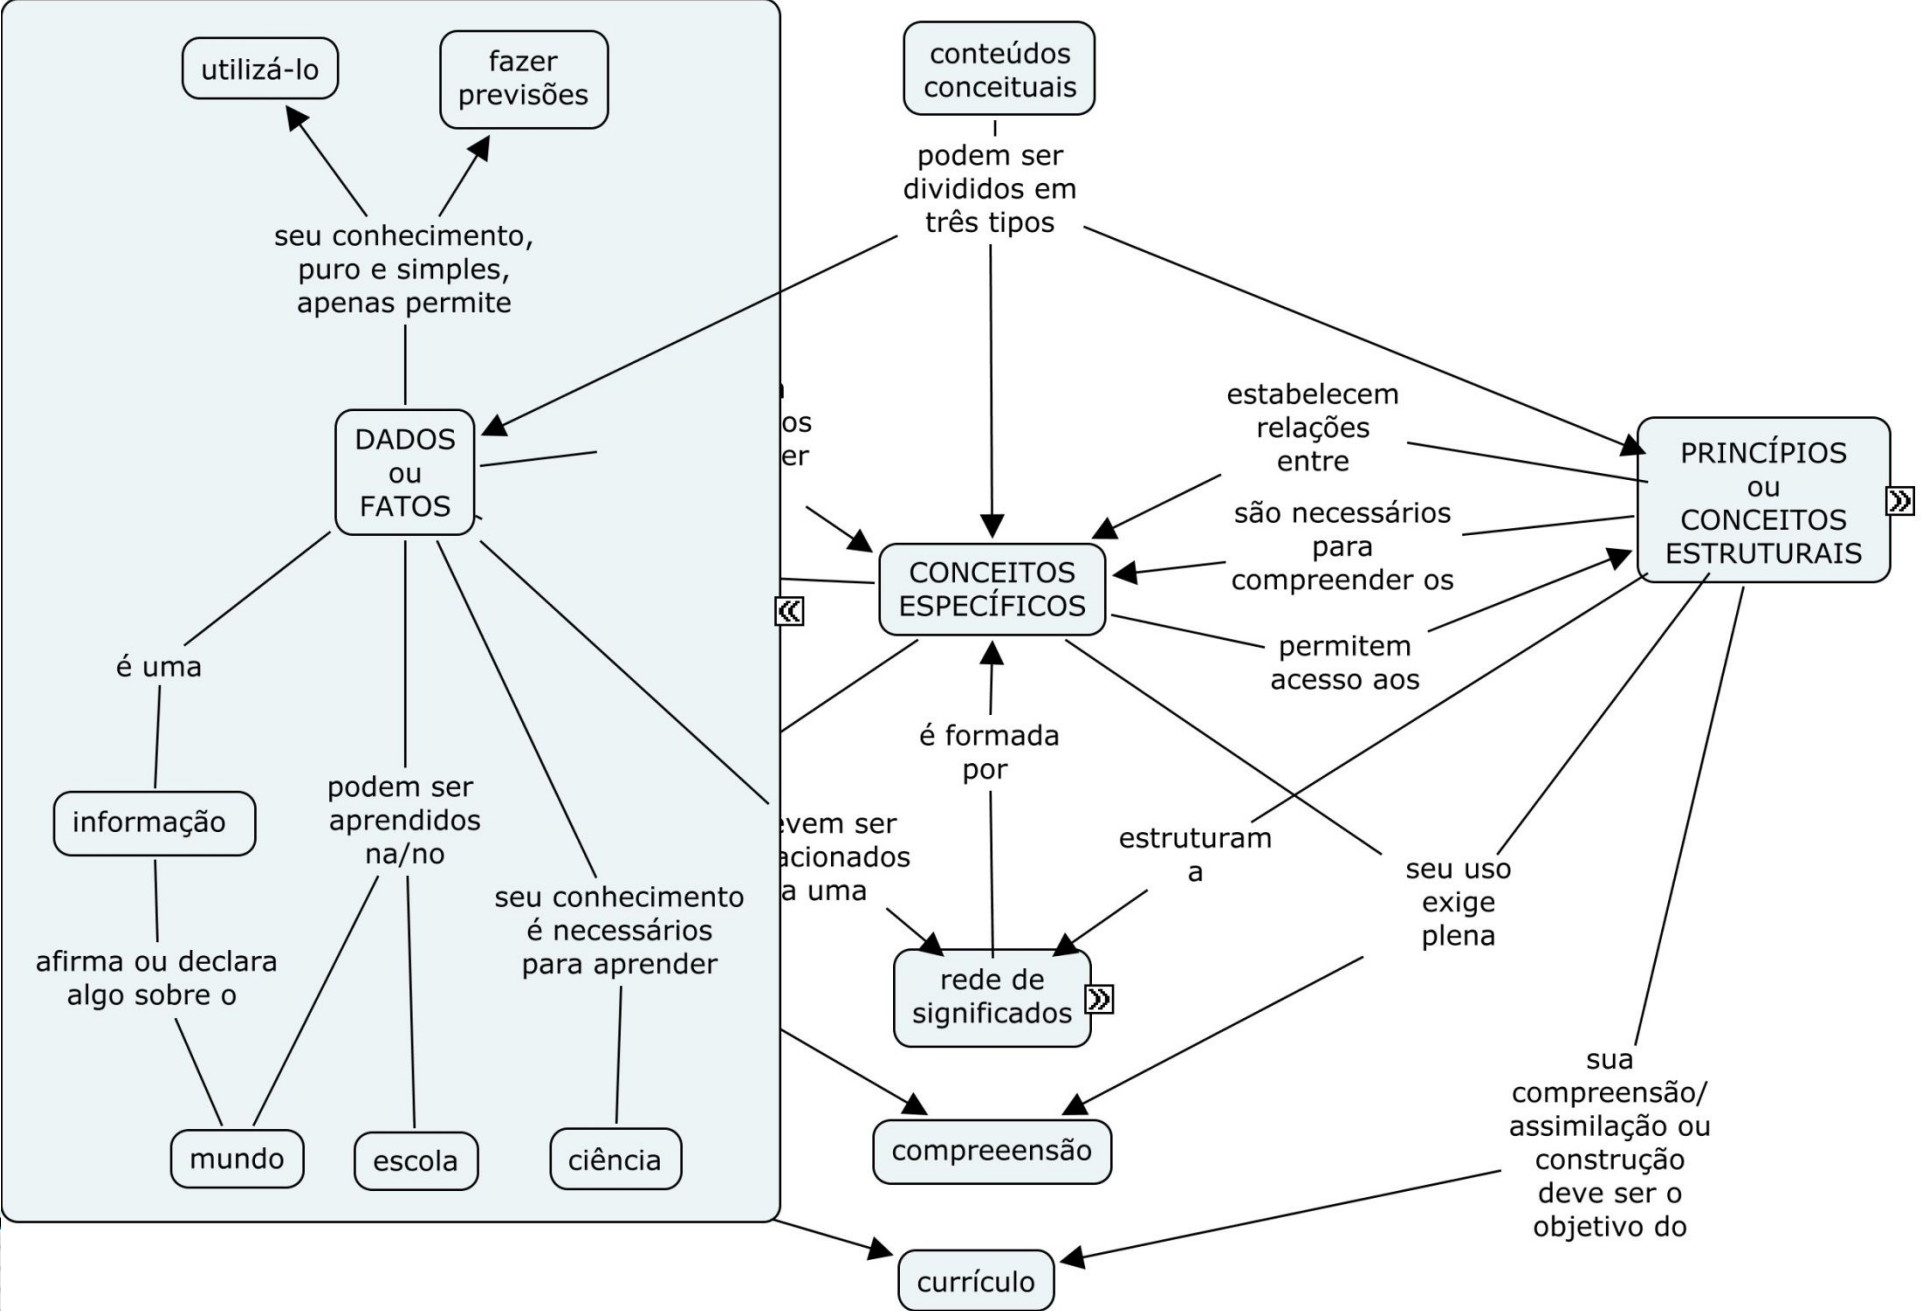 utilizá-lo
fazer
previsões
seu conhecimento,
puro e simples,
apenas permite
DADOS
ou
FATOS
é uma
informação
afirma ou declara
algo sobre o
podem ser
aprendidos
na/no
seu conhecimento
é necessários
para aprender
mundo
escola
ciência
conteúdos
conceituais
podem ser
divididos em
três tipos
estabelecem
relações
entre
são necessários
para
compreender os
permitem
acesso aos
PRINCÍPIOS
ou
CONCEITOS
ESTRUTURAIS
CONCEITOS
ESPECÍFICOS
é formada
por
ser
a uma
estruturam
a
seu uso
exige
plena
rede de
significados
compreeensão
sua
compreensão/
assimilação ou
construção
deve ser o
objetivo do
currículo